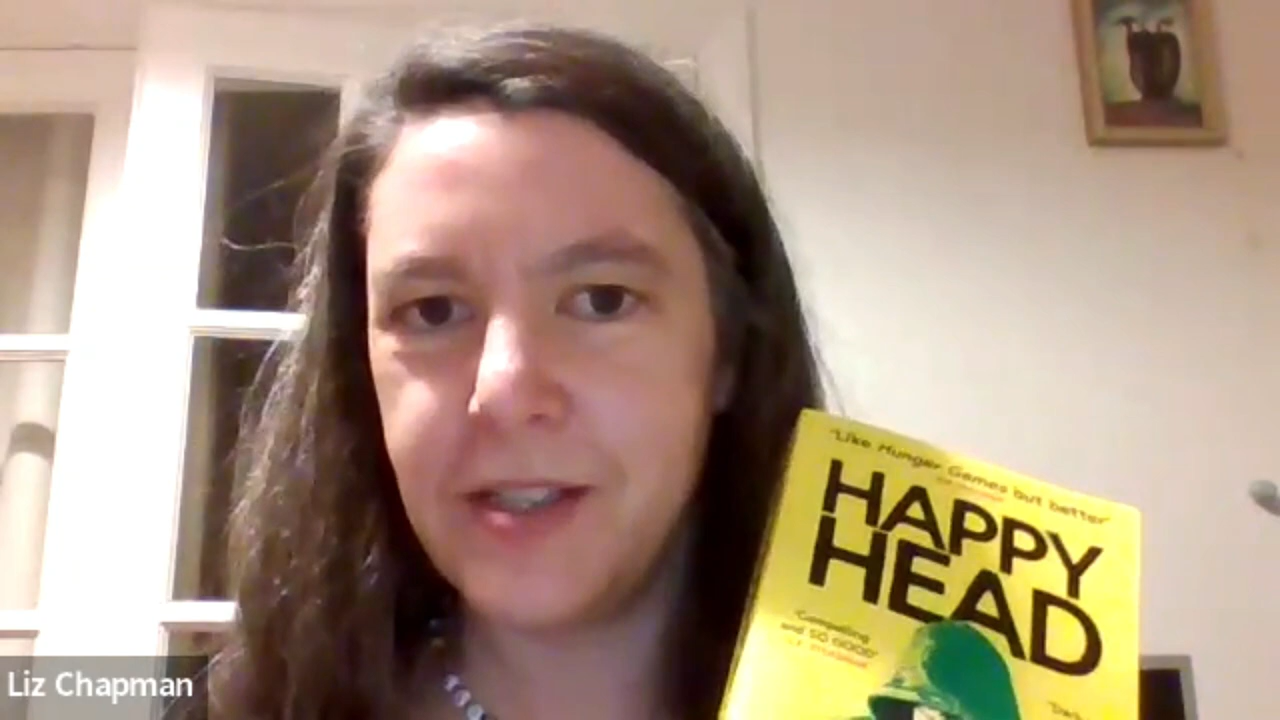 "Like Hunger Games but better"
HAPPY
HEAD
"Compelling
and SO GOOD"
Liz Chapman